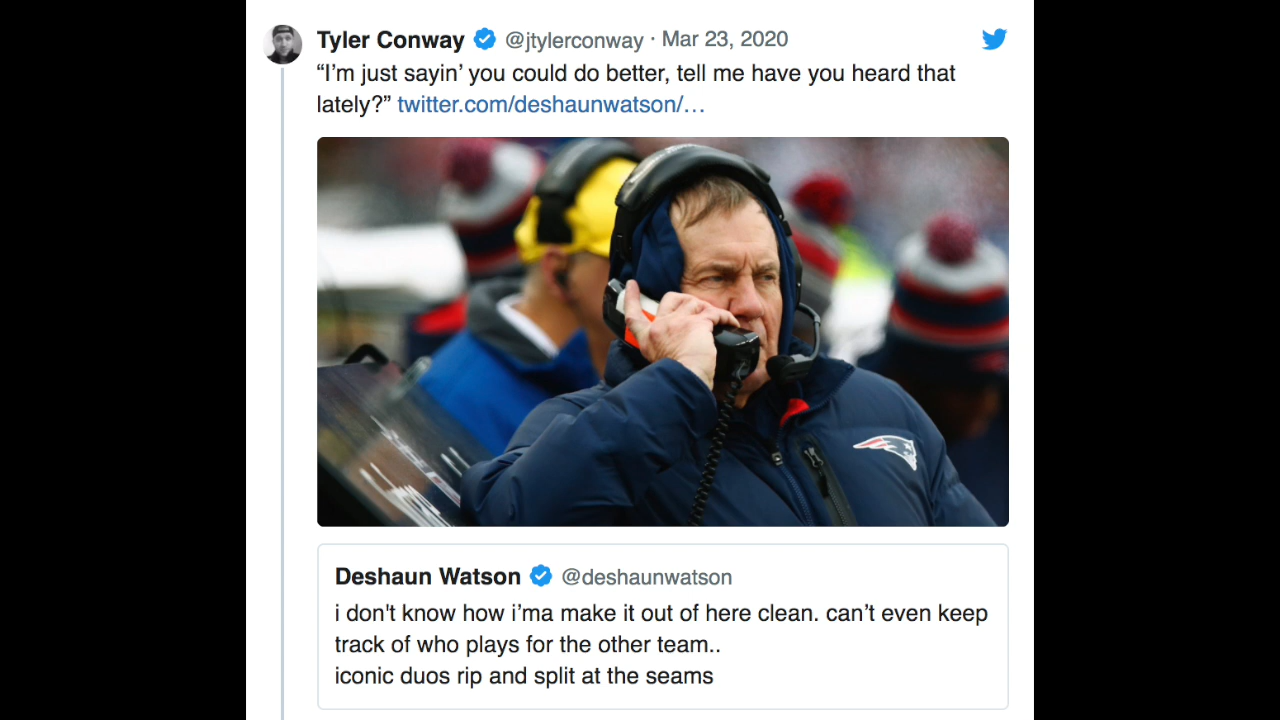 Tyler Conway @jtylerconway · Mar 23, 2020
“I’m just sayin’ you could do better, tell me have you heard that
lately?” twitter.com/deshaunwatson/…
Deshaun Watson @deshaunwatson
i don't know how i’ma make it out of here clean. can’t even keep
track of who plays for the other team..
iconic duos rip and split at the seams